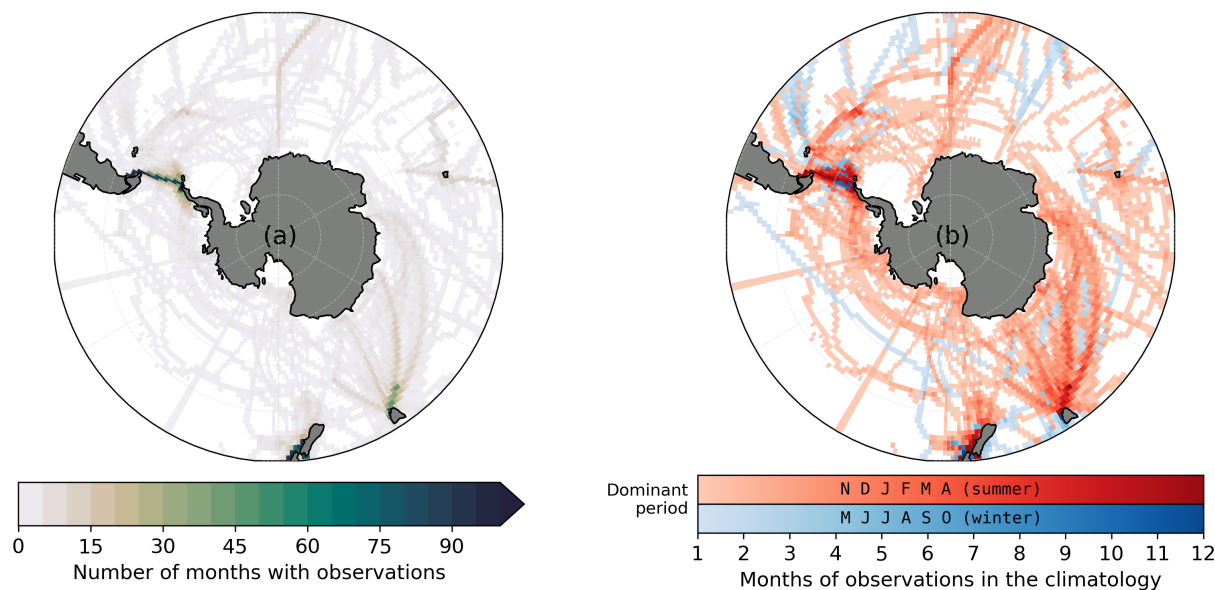 (a)
0 15 30 45 60 75 90
Number of months with observations
(b)
Dominant
period
N D J F M A (summer)
M J J A S O (winter)
1 2 3 4 5 6 7 8 9 10 11 12
Months of observations in the climatology